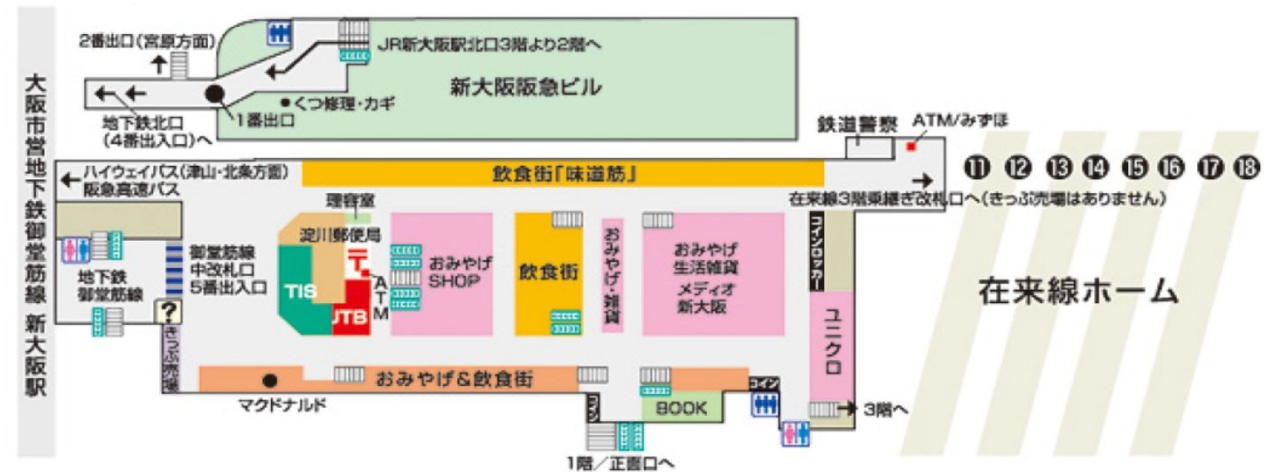 2番出口(宮原方面)
JR新大阪駅北口3階より2階へ
新大阪阪急ビル
くつ修理・カギ
1番出口
地下鉄北口
(4番出入口)へ
大阪市営地下鉄御堂筋線 新大阪駅
鉄道警察
ATM/みずほ
ハイウェイバス(津山・北条方面)
阪急高速バス
飲食街「味道筋」
⓫ ⓬ ⓭ ⓮ ⓯ ⓰ ⓱ ⓲
在来線3階乗継ぎ改札口へ(きっぷ売場はありません)
理容室
淀川郵便局
〒
ATM
御堂筋線
中改札口
5番出入口
地下鉄
御堂筋線
TIS
JTB
おみやげ
SHOP
飲食街
おみやげ・雑貨
おみやげ
生活雑貨
メディオ
新大阪
コインロッカー
ユニクロ
在来線ホーム
?
きっぷ売場
おみやげ&飲食街
マクドナルド
コイン
BOOK
コイン
3階へ
1階/正面口へ